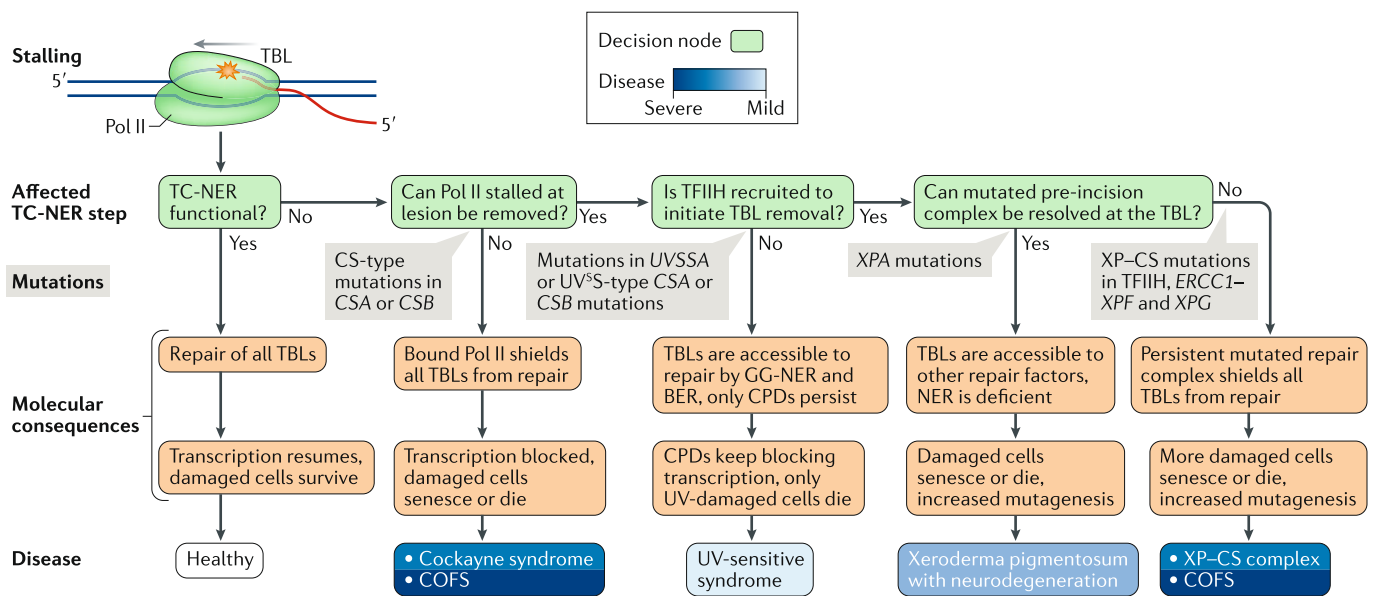 Stalling
5′
TBL
Pol II
5′
Decision node
Disease
Severe
Mild
Affected
TC-NER step
TC-NER
functional?
No
Yes
Can Pol II stalled at
lesion be removed?
Yes
No
Is TFIIH recruited to
initiate TBL removal?
Yes
No
Can mutated pre-incision
complex be resolved at the TBL?
No
Yes
Mutations
CS-type
mutations in
CSA or CSB
Mutations in UVSSA
or UVˢS-type CSA or
CSB mutations
XPA mutations
XP–CS mutations
in TFIIH, ERCC1–
XPF and XPG
Molecular
consequences
Repair of all TBLs
Bound Pol II shields
all TBLs from repair
TBLs are accessible to
repair by GG-NER and
BER, only CPDs persist
TBLs are accessible to
other repair factors,
NER is deficient
Persistent mutated repair
complex shields all
TBLs from repair
Transcription resumes,
damaged cells survive
Transcription blocked,
damaged cells
senesce or die
CPDs keep blocking
transcription, only
UV-damaged cells die
Damaged cells
senesce or die,
increased mutagenesis
More damaged cells
senesce or die,
increased mutagenesis
Disease
Healthy
• Cockayne syndrome
• COFS
UV-sensitive
syndrome
Xeroderma pigmentosum
with neurodegeneration
• XP–CS complex
• COFS